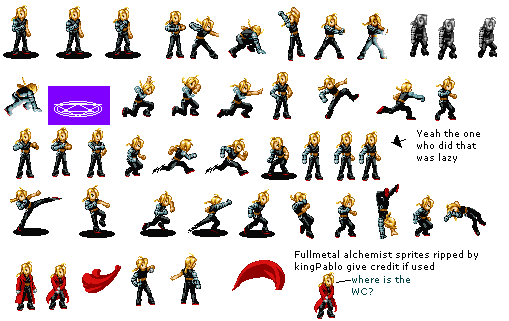 Yeah the one
who did that
was lazy
Fullmetal alchemist sprites ripped by
kingPablo give credit if used
where is the
WC?